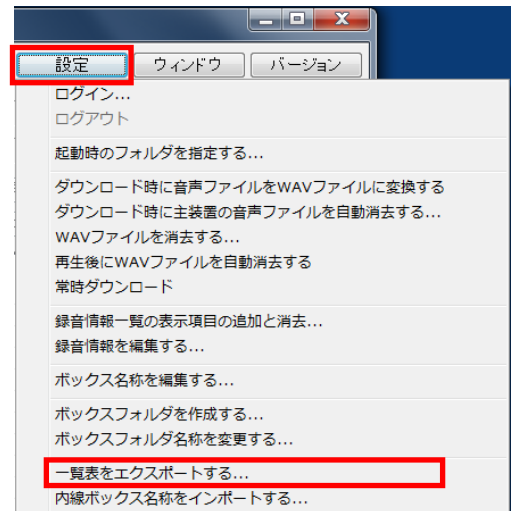 設定 ウィンドウ バージョン
ログイン...
ログアウト
起動時のフォルダを指定する...
ダウンロード時に音声ファイルをWAVファイルに変換する
ダウンロード時に主装置の音声ファイルを自動消去する...
WAVファイルを消去する...
再生後にWAVファイルを自動消去する
常時ダウンロード
録音情報一覧の表示項目の追加と消去...
録音情報を編集する...
ボックス名称を編集する...
ボックスフォルダを作成する...
ボックスフォルダ名称を変更する...
一覧表をエクスポートする...
内線ボックス名称をインポートする...